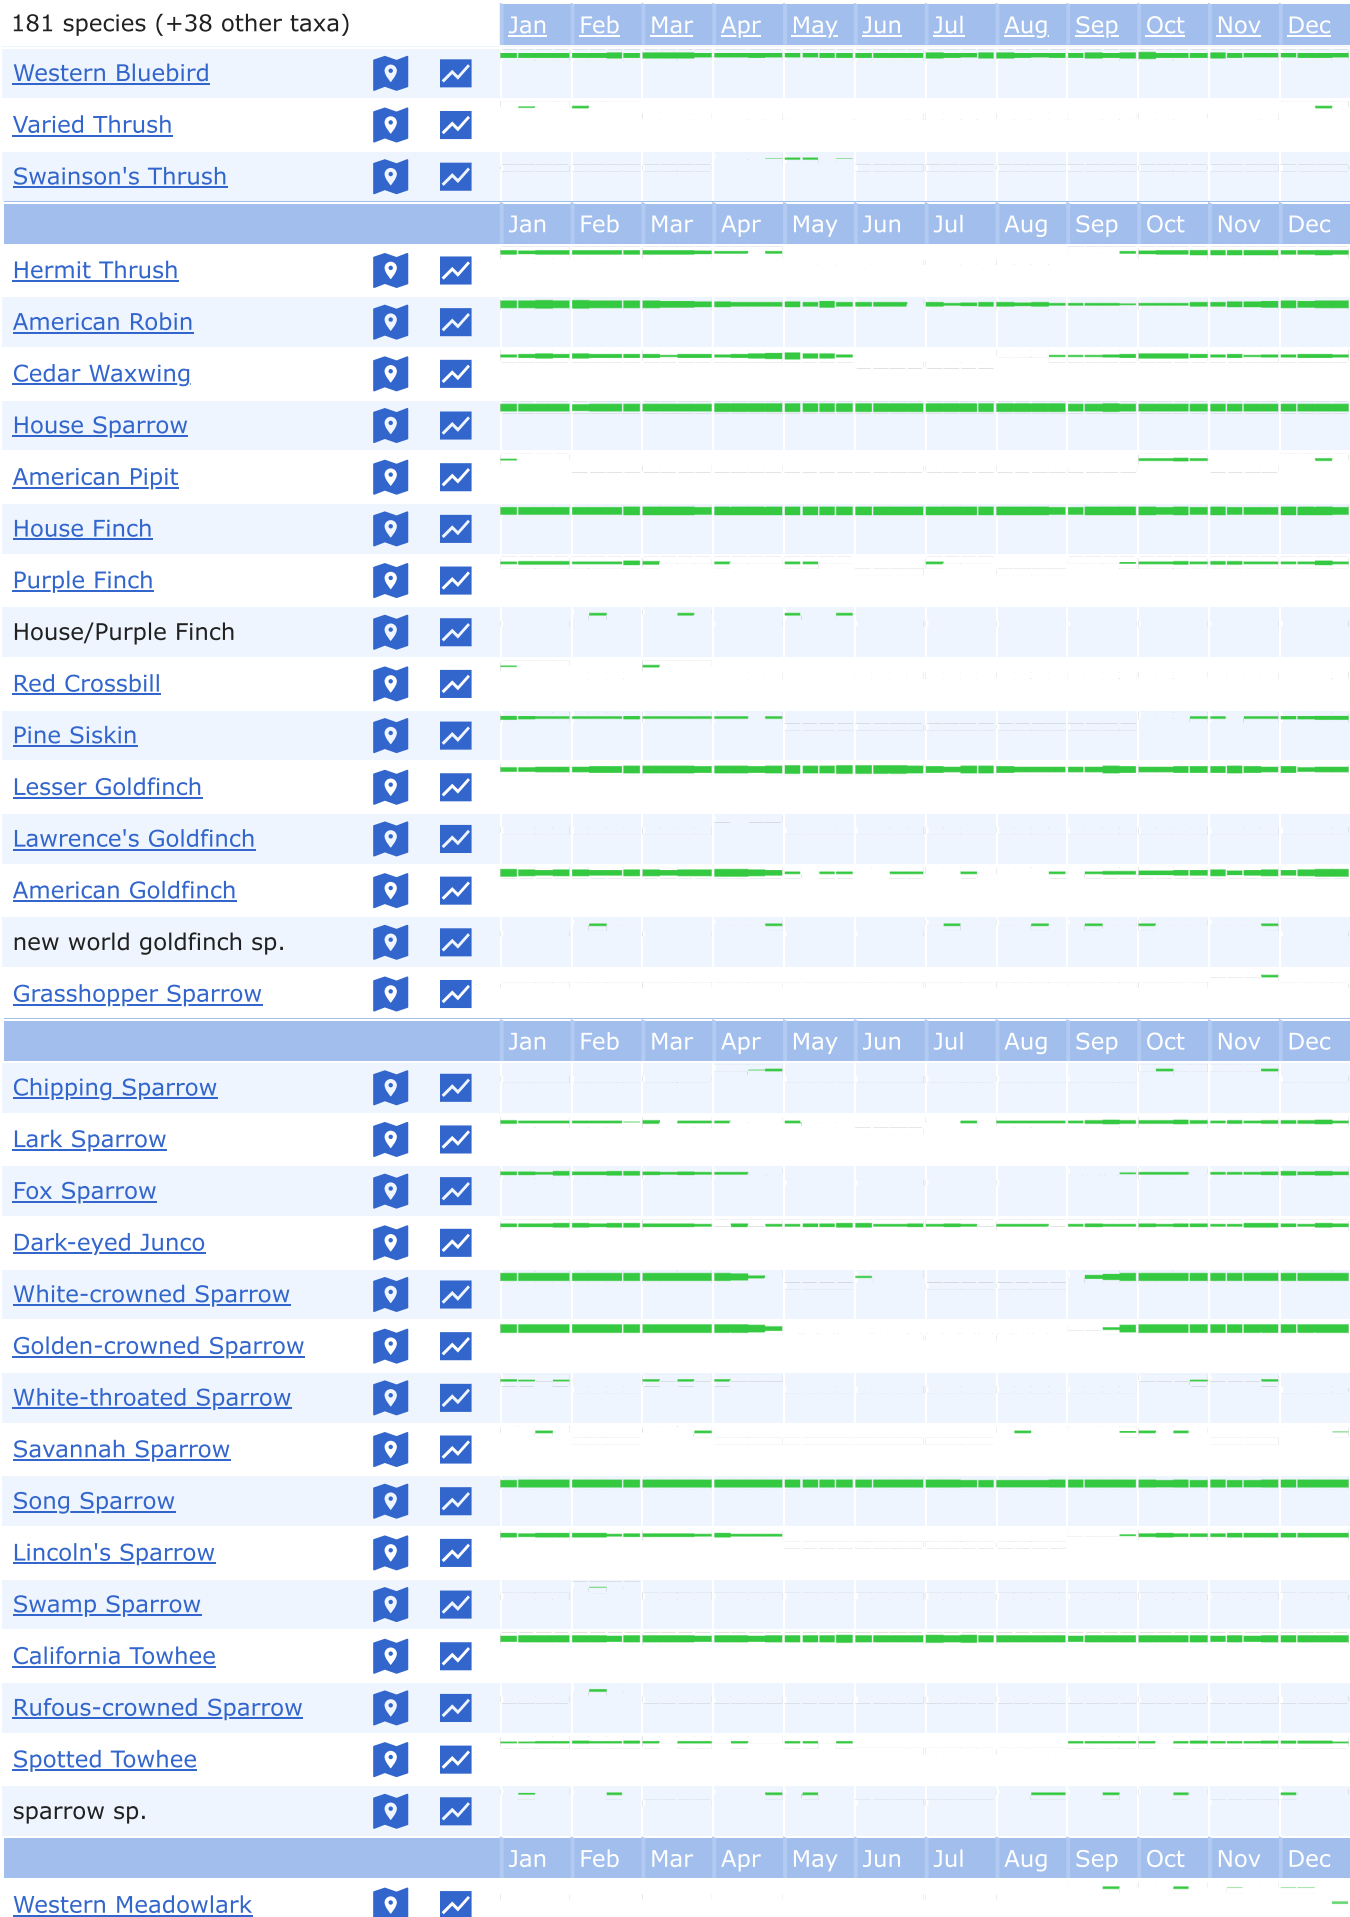 181 species (+38 other taxa) Jan Feb Mar Apr May Jun Jul Aug Sep Oct Nov Dec
Western Bluebird
Varied Thrush
Swainson's Thrush
Jan Feb Mar Apr May Jun Jul Aug Sep Oct Nov Dec
Hermit Thrush
American Robin
Cedar Waxwing
House Sparrow
American Pipit
House Finch
Purple Finch
House/Purple Finch
Red Crossbill
Pine Siskin
Lesser Goldfinch
Lawrence's Goldfinch
American Goldfinch
new world goldfinch sp.
Grasshopper Sparrow
Jan Feb Mar Apr May Jun Jul Aug Sep Oct Nov Dec
Chipping Sparrow
Lark Sparrow
Fox Sparrow
Dark-eyed Junco
White-crowned Sparrow
Golden-crowned Sparrow
White-throated Sparrow
Savannah Sparrow
Song Sparrow
Lincoln's Sparrow
Swamp Sparrow
California Towhee
Rufous-crowned Sparrow
Spotted Towhee
sparrow sp.
Jan Feb Mar Apr May Jun Jul Aug Sep Oct Nov Dec
Western Meadowlark